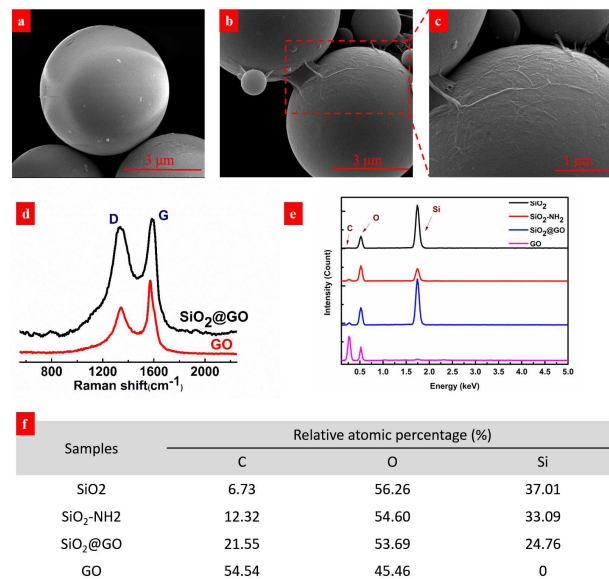 a
3 μm
b
3 μm
c
1 μm
d
D
G
SiO₂@GO
GO
800
1200
1600
2000
Raman shift(cm⁻¹)
e
C
O
Si
SiO₂
SiO₂-NH₂
SiO₂@GO
GO
Intensity (Count)
0.5 1.0 1.5 2.0 2.5 3.0 3.5 4.0 4.5 5.0
Energy (keV)
f
Samples
Relative atomic percentage (%)
C O Si
SiO2 6.73 56.26 37.01
SiO₂-NH2 12.32 54.60 33.09
SiO₂@GO 21.55 53.69 24.76
GO 54.54 45.46 0